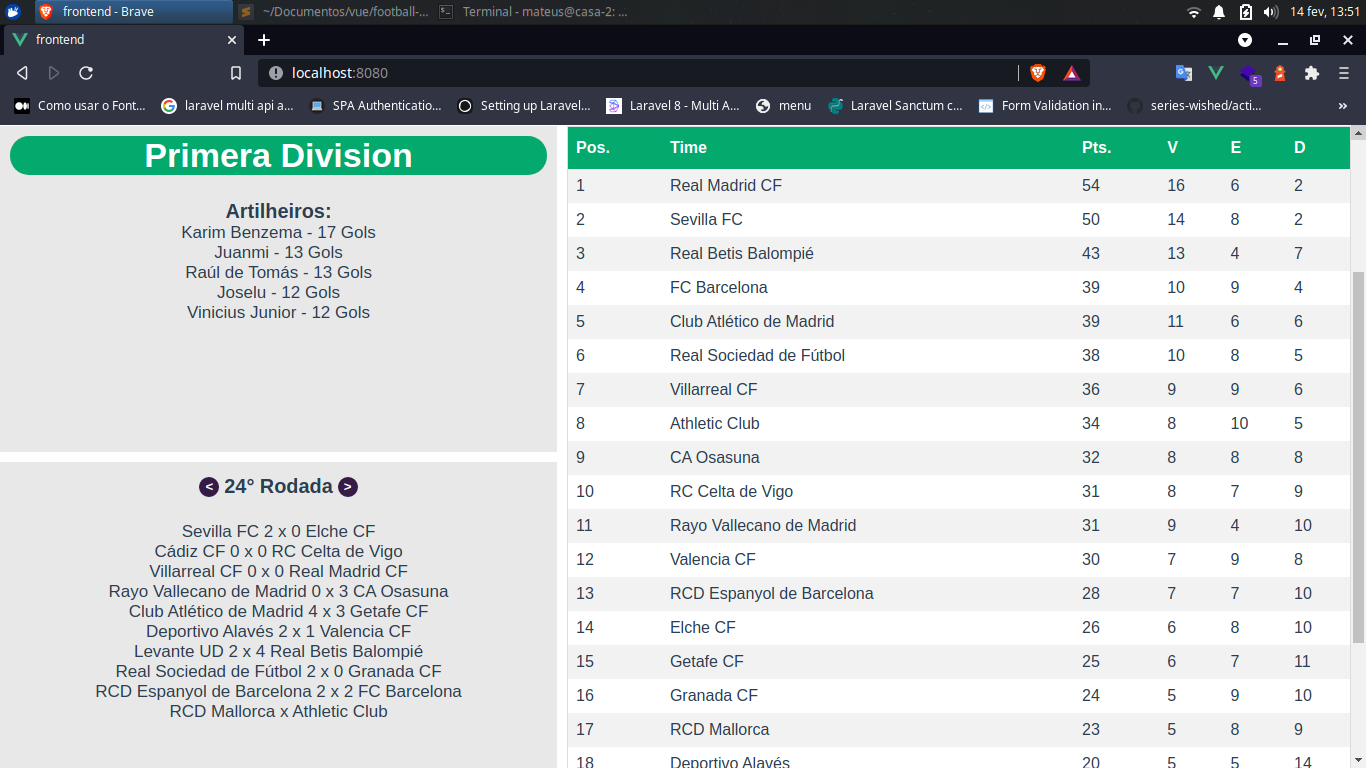 frontend - Brave
~/Documentos/vue/football-...
Terminal - mateus@casa-2: ...
14 fev, 13:51
frontend
localhost:8080
5
Como usar o Font...
laravel multi api a...
SPA Authenticatio...
Setting up Laravel...
Laravel 8 - Multi A...
menu
Laravel Sanctum c...
Form Validation in...
series-wished/acti...
»
Primera Division
Artilheiros:
Karim Benzema - 17 Gols
Juanmi - 13 Gols
Raúl de Tomás - 13 Gols
Joselu - 12 Gols
Vinicius Junior - 12 Gols
< 24° Rodada >
Sevilla FC 2 x 0 Elche CF
Cádiz CF 0 x 0 RC Celta de Vigo
Villarreal CF 0 x 0 Real Madrid CF
Rayo Vallecano de Madrid 0 x 3 CA Osasuna
Club Atlético de Madrid 4 x 3 Getafe CF
Deportivo Alavés 2 x 1 Valencia CF
Levante UD 2 x 4 Real Betis Balompié
Real Sociedad de Fútbol 2 x 0 Granada CF
RCD Espanyol de Barcelona 2 x 2 FC Barcelona
RCD Mallorca x Athletic Club
Pos. Time Pts. V E D
1 Real Madrid CF 54 16 6 2
2 Sevilla FC 50 14 8 2
3 Real Betis Balompié 43 13 4 7
4 FC Barcelona 39 10 9 4
5 Club Atlético de Madrid 39 11 6 6
6 Real Sociedad de Fútbol 38 10 8 5
7 Villarreal CF 36 9 9 6
8 Athletic Club 34 8 10 5
9 CA Osasuna 32 8 8 8
10 RC Celta de Vigo 31 8 7 9
11 Rayo Vallecano de Madrid 31 9 4 10
12 Valencia CF 30 7 9 8
13 RCD Espanyol de Barcelona 28 7 7 10
14 Elche CF 26 6 8 10
15 Getafe CF 25 6 7 11
16 Granada CF 24 5 9 10
17 RCD Mallorca 23 5 8 9
18 Deportivo Alavés 20 5 5 14